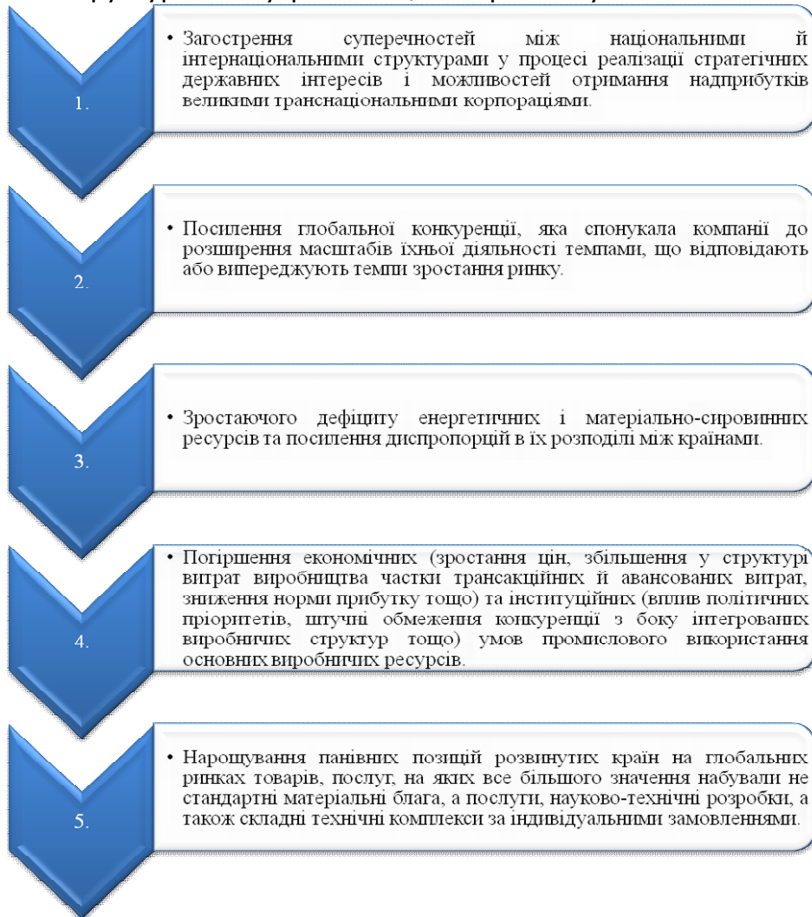 1.
• Загострення суперечностей між національними й
інтернаціональними структурами у процесі реалізації стратегічних
державних інтересів і можливостей отримання надприбутків
великими транснаціональними корпораціями.
2.
• Посилення глобальної конкуренції, яка спонукала компанії до
розширення масштабів їхньої діяльності темпами, що відповідають
або випереджують темпи зростання ринку.
3.
• Зростаючого дефіциту енергетичних і матеріально-сировинних
ресурсів та посилення диспропорцій в їх розподілі між країнами.
4.
• Погіршення економічних (зростання цін, збільшення у структурі
витрат виробництва частки трансакційних й авансованих витрат,
зниження норми прибутку тощо) та інституційних (вплив політичних
пріоритетів, штучні обмеження конкуренції з боку інтегрованих
виробничих структур тощо) умов промислового використання
основних виробничих ресурсів.
5.
• Нарощування панівних позицій розвинутих країн на глобальних
ринках товарів, послуг, на яких все більшого значення набували не
стандартні матеріальні блага, а послуги, науково-технічні розробки, а
також складні технічні комплекси за індивідуальними замовленнями.